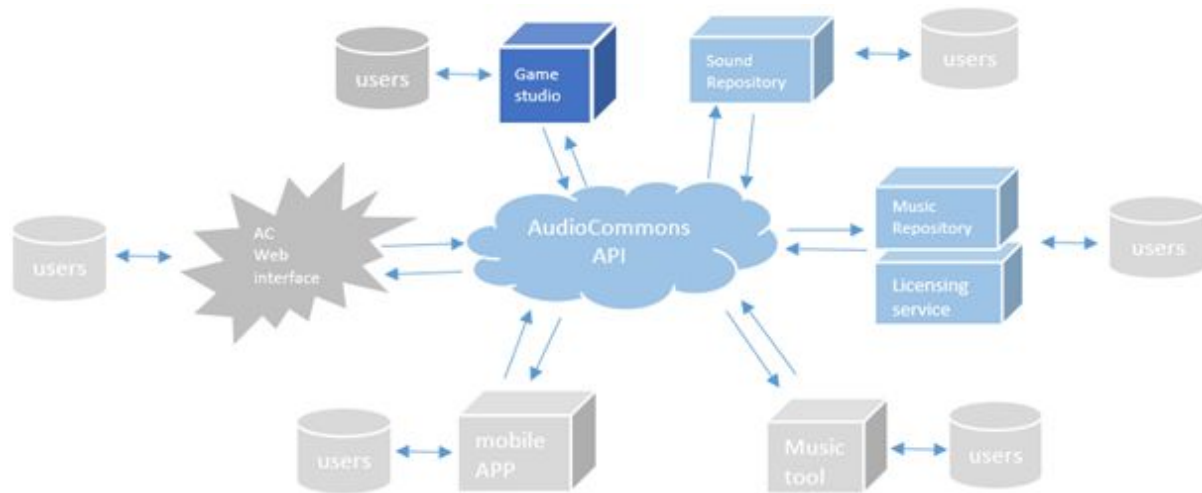 users
Game
studio
Sound
Repository
users
AC
Web
interface
users
AudioCommons
API
Music
Repository
Licensing
service
users
users
mobile
APP
Music
tool
users